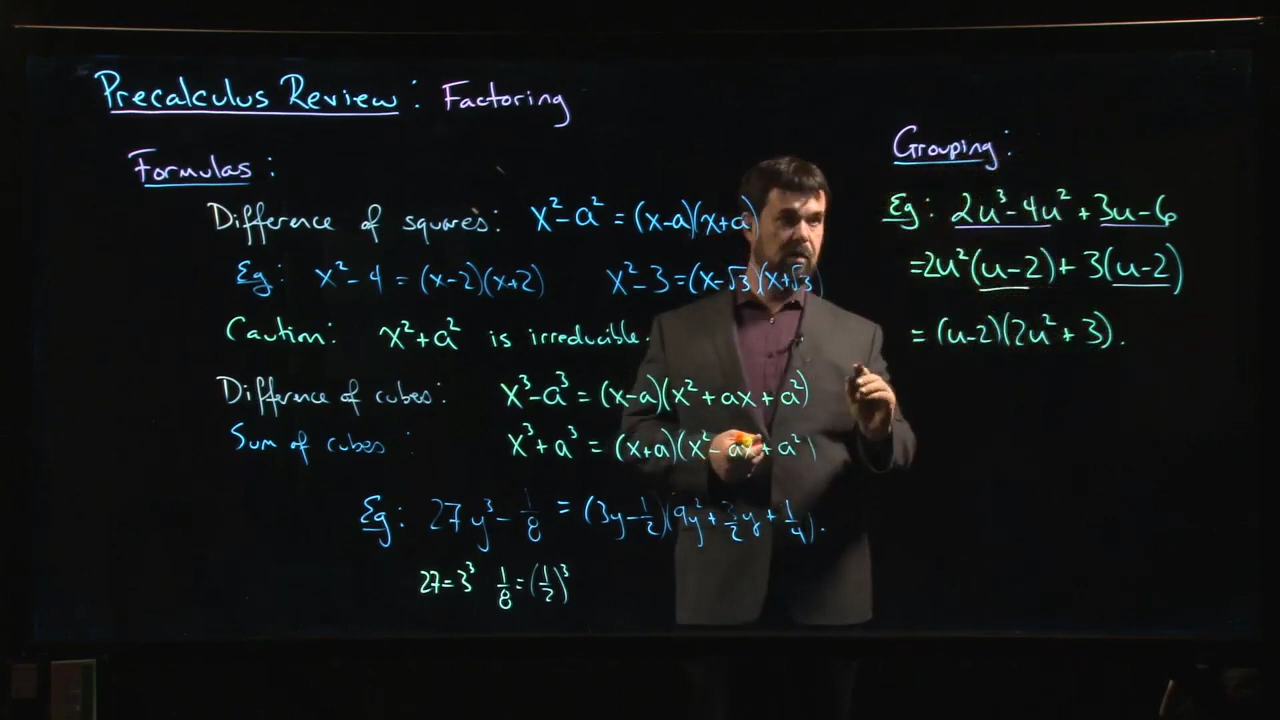 Precalculus Review: Factoring
Formulas:
Difference of squares: x² - a² = (x-a)(x+a)
Eg: x² - 4 = (x-2)(x+2) x² - 3 = (x-√3)(x+√3)
Caution: x² + a² is irreducible.
Difference of cubes: x³ - a³ = (x-a)(x² + ax + a²)
Sum of cubes: x³ + a³ = (x+a)(x² - ax + a²)
Eg: 27y³ - 1/8 = (3y - 1/2)(9y² + 3/2 y + 1/4).
27 = 3³ 1/8 = (1/2)³
Grouping:
Eg: 2u³ - 4u² + 3u - 6
= 2u²(u-2) + 3(u-2)
= (u-2)(2u² + 3).